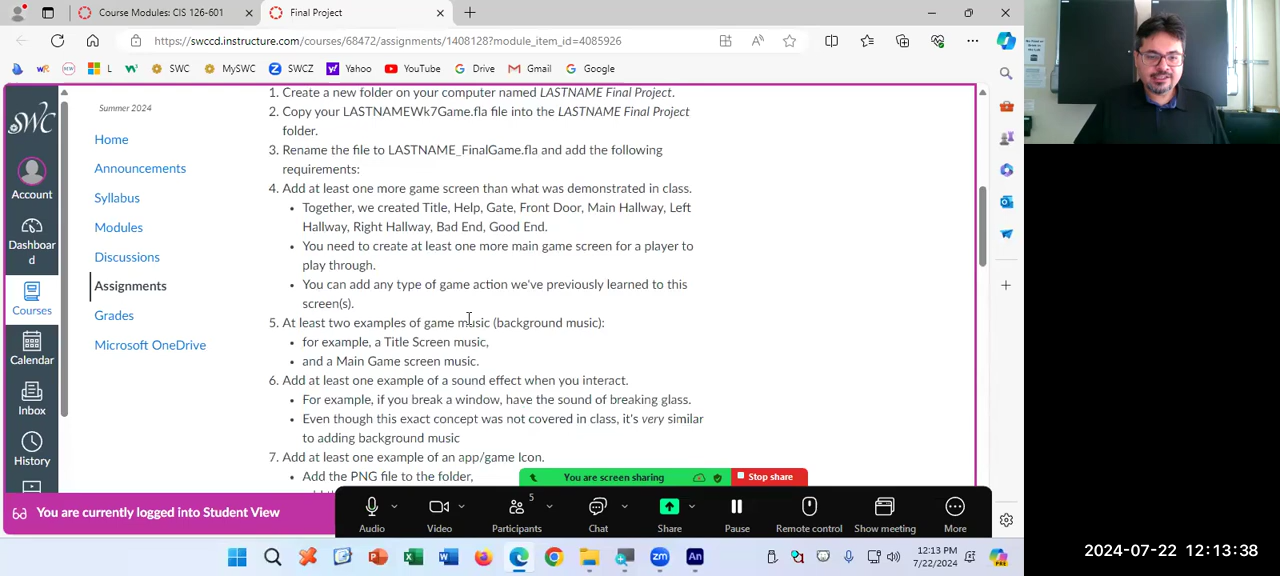 Course Modules: CIS 126-601
Final Project
https://swccd.instructure.com/courses/68472/assignments/1408128?module_item_id=4085926
L
SWC
MySWC
SWCZ
Yahoo
YouTube
Drive
Gmail
Google
Summer 2024
Home
Announcements
Syllabus
Modules
Discussions
Assignments
Grades
Microsoft OneDrive
SWC
Account
Dashboar
d
Courses
Calendar
Inbox
History
1. Create a new folder on your computer named LASTNAME Final Project.
2. Copy your LASTNAMEWk7Game.fla file into the LASTNAME Final Project
folder.
3. Rename the file to LASTNAME_FinalGame.fla and add the following
requirements:
4. Add at least one more game screen than what was demonstrated in class.
• Together, we created Title, Help, Gate, Front Door, Main Hallway, Left
Hallway, Right Hallway, Bad End, Good End.
• You need to create at least one more main game screen for a player to
play through.
• You can add any type of game action we've previously learned to this
screen(s).
5. At least two examples of game music (background music):
• for example, a Title Screen music,
• and a Main Game screen music.
6. Add at least one example of a sound effect when you interact.
• For example, if you break a window, have the sound of breaking glass.
• Even though this exact concept was not covered in class, it's very similar
to adding background music
7. Add at least one example of an app/game Icon.
• Add the PNG file to the folder,
You are screen sharing
Stop share
You are currently logged into Student View
Audio
Video
5
Participants
Chat
Share
Pause
Remote control
Show meeting
More
12:13 PM
7/22/2024
2024-07-22 12:13:38